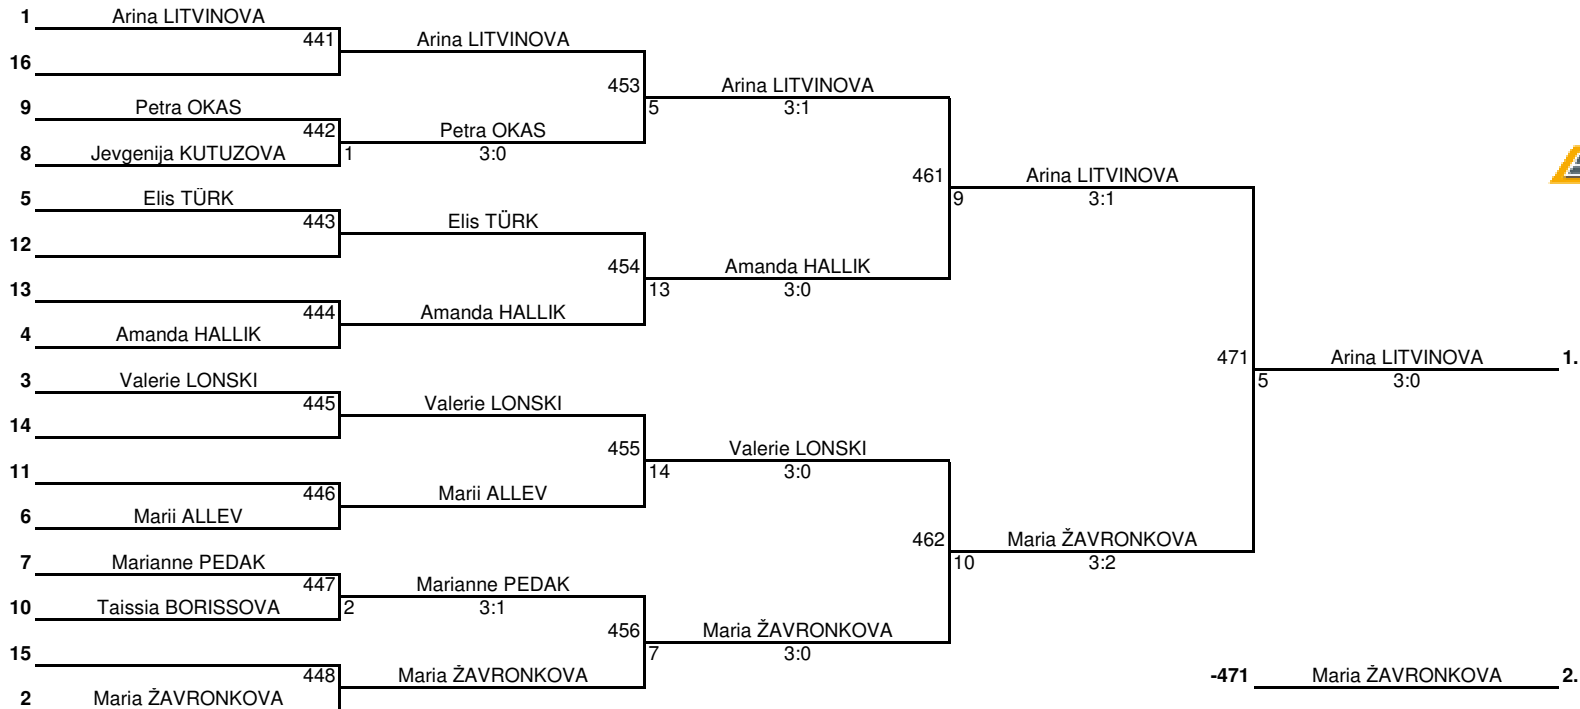 1 Arina LITVINOVA
441 Arina LITVINOVA
16
453 Arina LITVINOVA
9 Petra OKAS 5 3:1
442 Petra OKAS
8 Jevgenija KUTUZOVA 1 3:0
461 Arina LITVINOVA
5 Elis TÜRK 9 3:1
443 Elis TÜRK
12
454 Amanda HALLIK
13 13 3:0
444 Amanda HALLIK
4 Amanda HALLIK
471 Arina LITVINOVA 1.
3 Valerie LONSKI 5 3:0
445 Valerie LONSKI
14
455 Valerie LONSKI
11 14 3:0
446 Marii ALLEV
6 Marii ALLEV
462 Maria ŽAVRONKOVA
7 Marianne PEDAK 10 3:2
447 Marianne PEDAK
10 Taissia BORISSOVA 2 3:1
456 Maria ŽAVRONKOVA
15 7 3:0
448 Maria ŽAVRONKOVA -471 Maria ŽAVRONKOVA 2.
2 Maria ŽAVRONKOVA